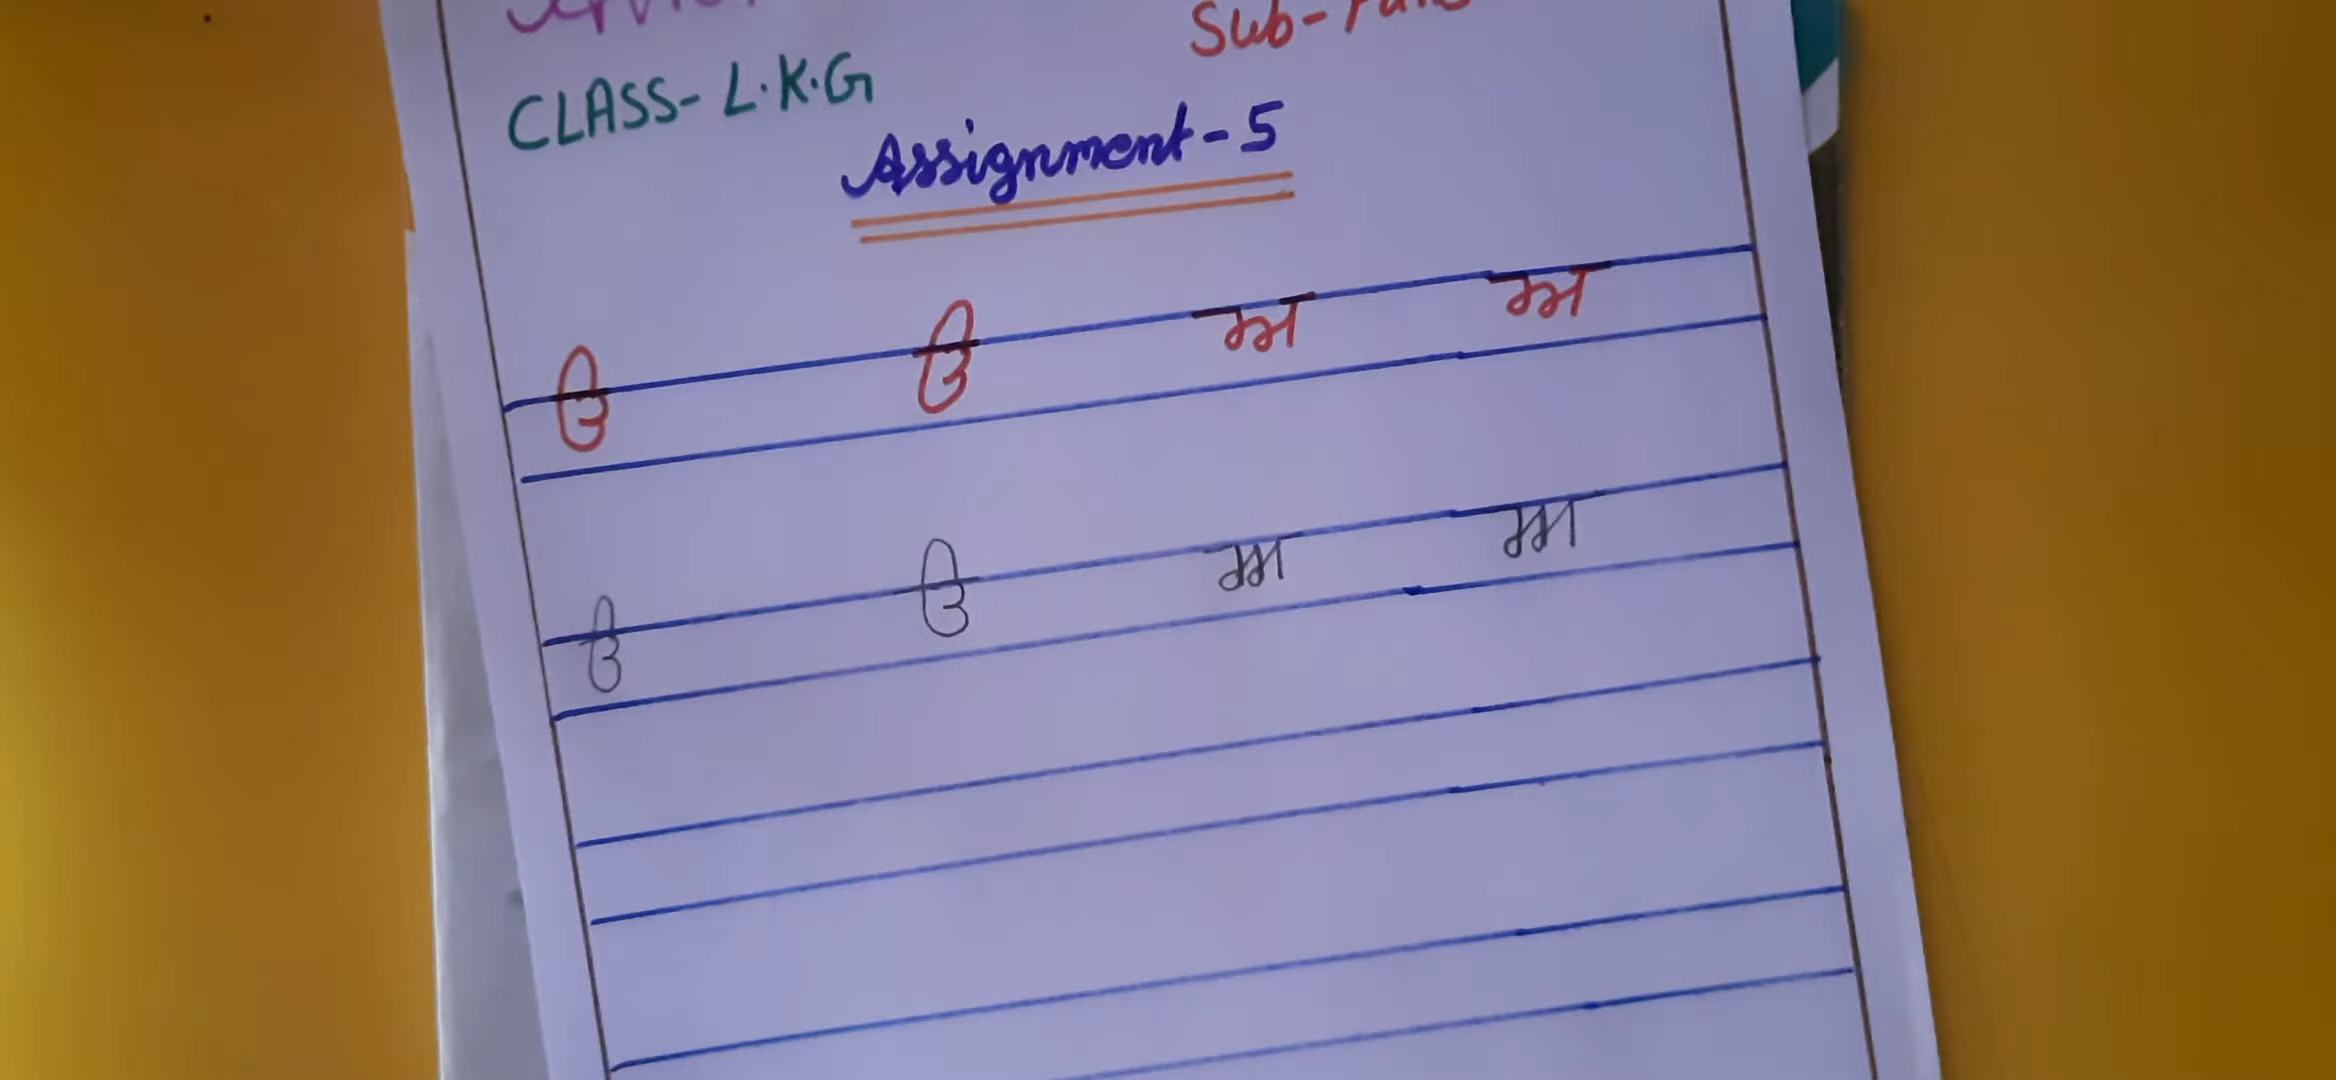 Sub-
CLASS- L.K.G
Assignment-5
ੳ ੳ ਅ ਅ
ੳ ੳ ਅ ਅ